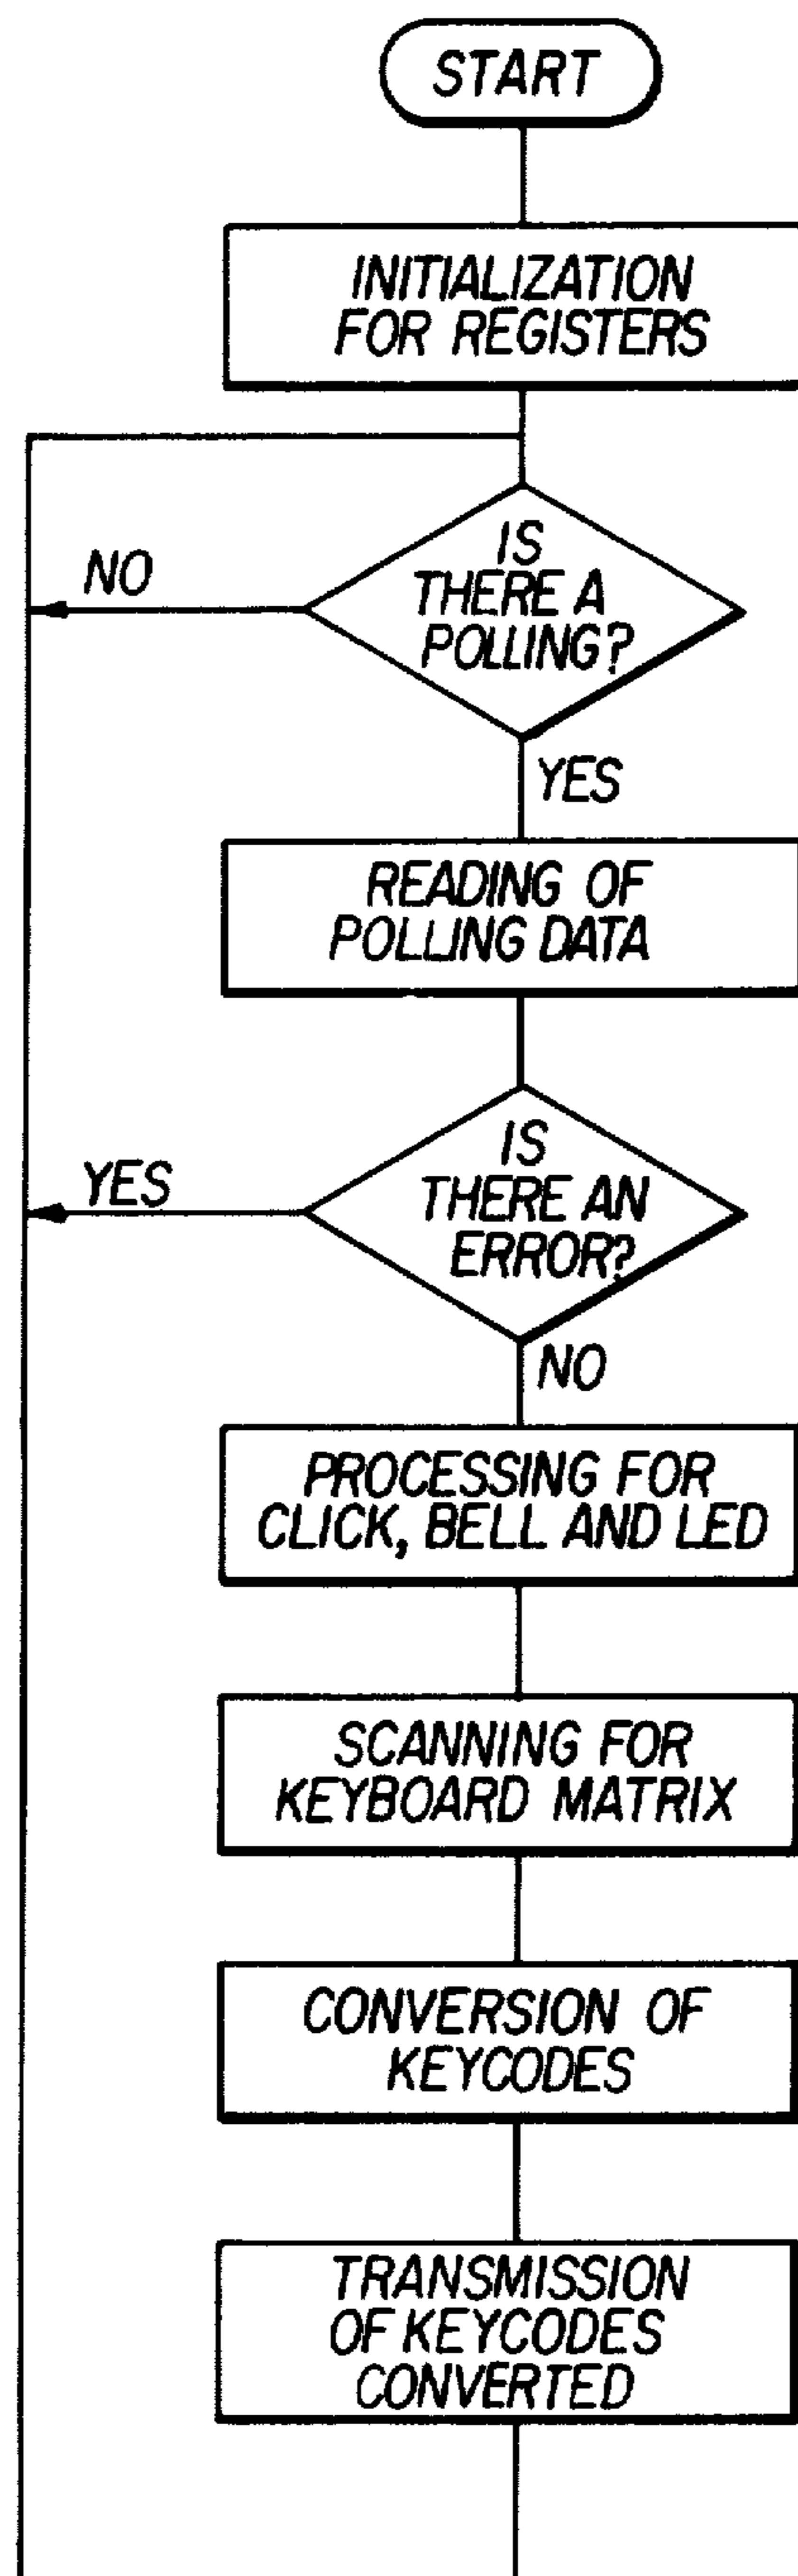 START
INITIALIZATION
FOR REGISTERS
IS
THERE A
POLLING?
NO
YES
READING OF
POLLING DATA
IS
THERE AN
ERROR?
YES
NO
PROCESSING FOR
CLICK, BELL AND LED
SCANNING FOR
KEYBOARD MATRIX
CONVERSION OF
KEYCODES
TRANSMISSION
OF KEYCODES
CONVERTED